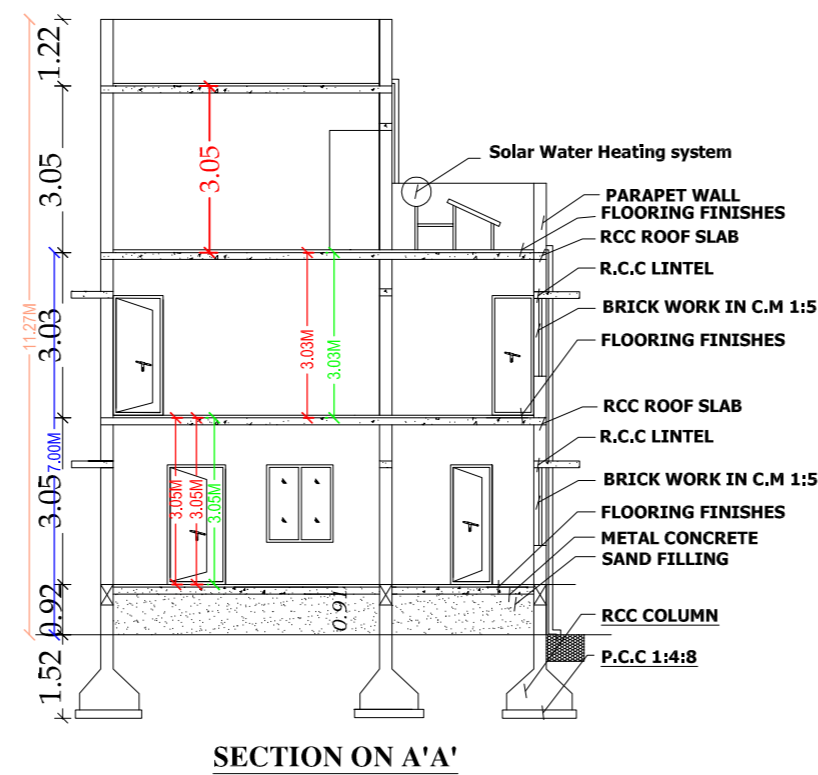 1.22
3.05
3.05
Solar Water Heating system
PARAPET WALL
FLOORING FINISHES
RCC ROOF SLAB
R.C.C LINTEL
BRICK WORK IN C.M 1:5
FLOORING FINISHES
11.27M
3.03
3.03M
3.03M
RCC ROOF SLAB
R.C.C LINTEL
BRICK WORK IN C.M 1:5
FLOORING FINISHES
METAL CONCRETE
SAND FILLING
7.00M
3.05
3.05M
3.05M
3.05M
0.92
0.91
RCC COLUMN
P.C.C 1:4:8
1.52
SECTION ON A'A'